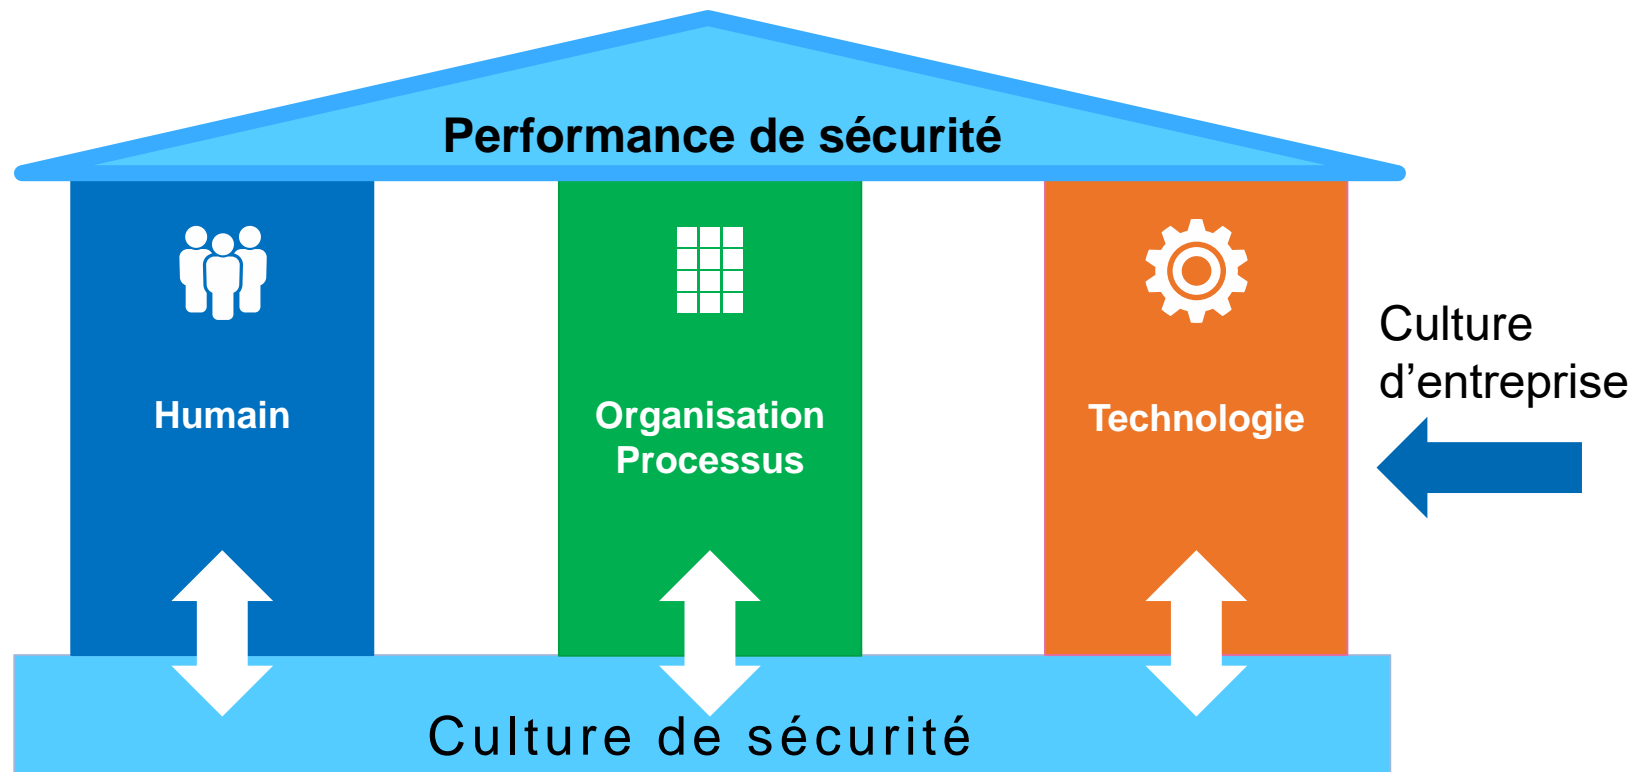 Performance de sécurité
Humain
Organisation
Processus
Technologie
Culture
d’entreprise
Culture de sécurité